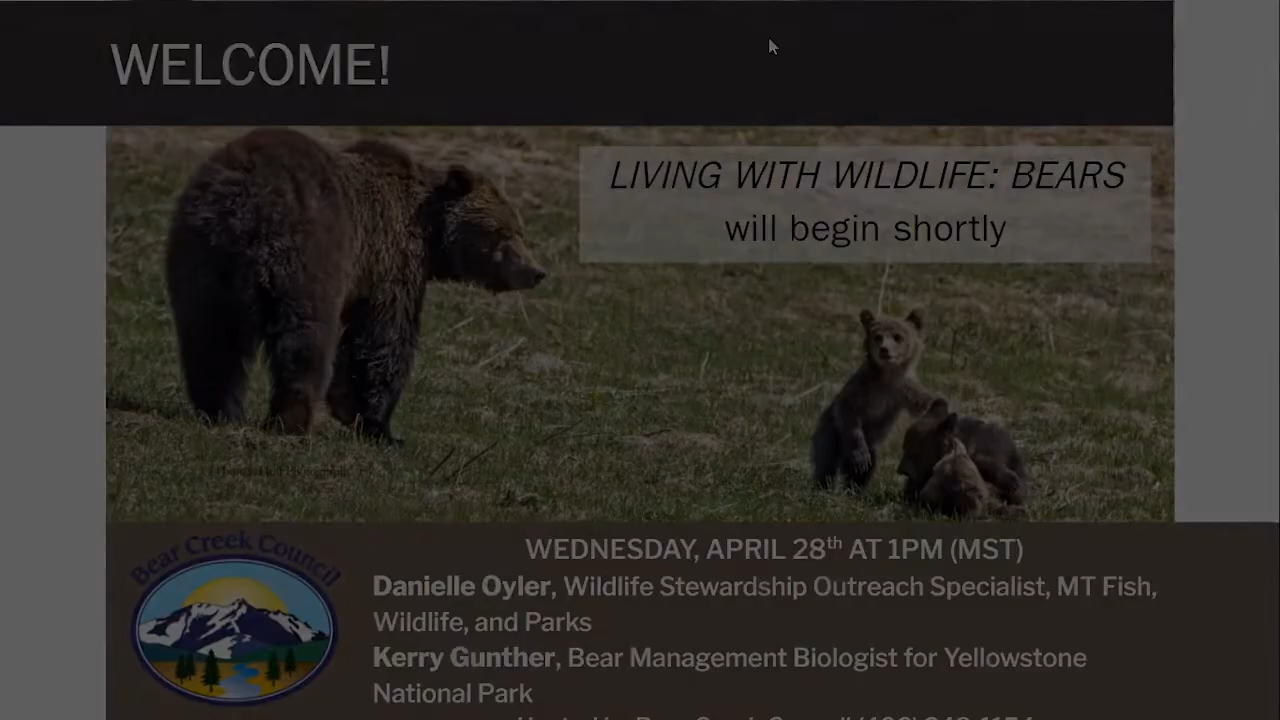 WELCOME!
LIVING WITH WILDLIFE: BEARS
will begin shortly
Bear Creek Council
WEDNESDAY, APRIL 28th AT 1PM (MST)
Danielle Oyler, Wildlife Stewardship Outreach Specialist, MT Fish,
Wildlife, and Parks
Kerry Gunther, Bear Management Biologist for Yellowstone
National Park